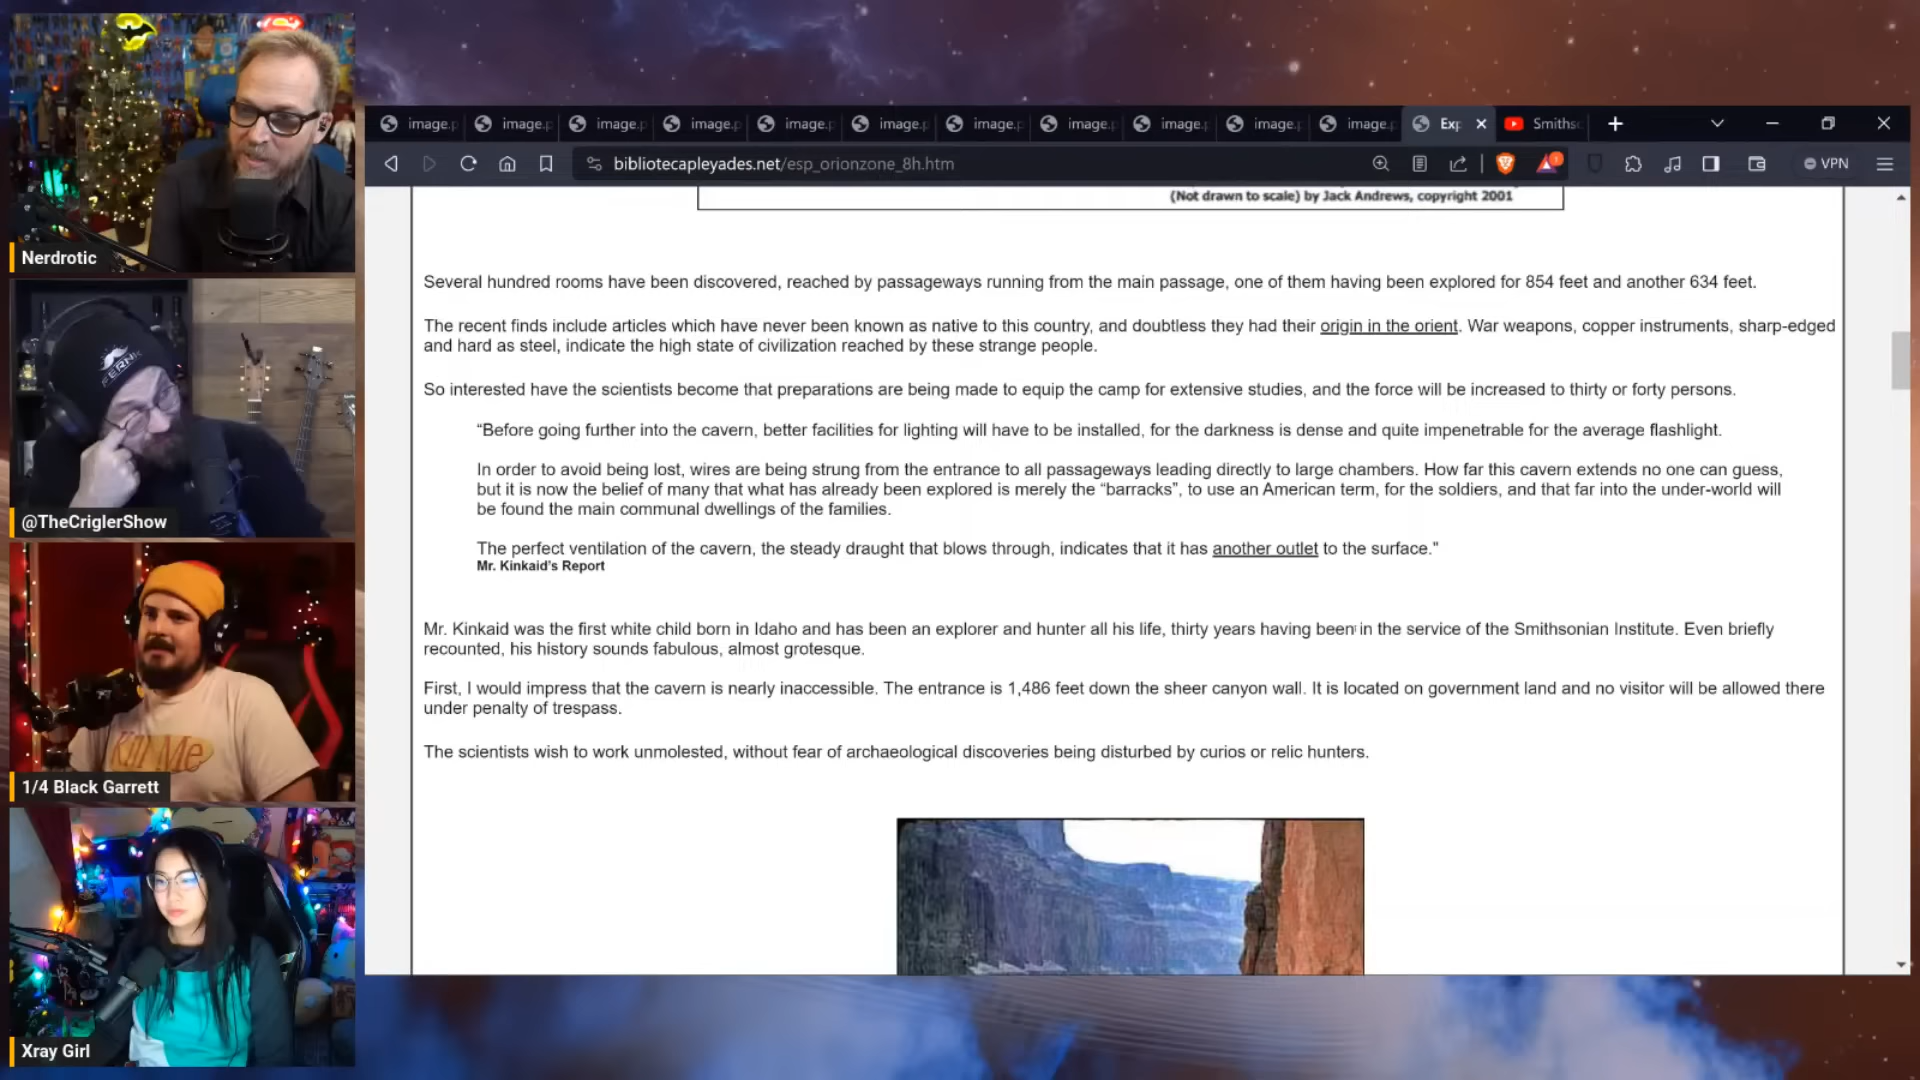 Nerdrotic
FERNK
@TheCriglerShow
Kill Me
1/4 Black Garrett
Xray Girl
image.p
image.p
image.p
image.p
image.p
image.p
image.p
image.p
image.p
image.p
image.p
Exp
Smithsc
bibliotecapleyades.net/esp_orionzone_8h.htm
VPN
(Not drawn to scale) by Jack Andrews, copyright 2001
Several hundred rooms have been discovered, reached by passageways running from the main passage, one of them having been explored for 854 feet and another 634 feet.
The recent finds include articles which have never been known as native to this country, and doubtless they had their origin in the orient. War weapons, copper instruments, sharp-edged
and hard as steel, indicate the high state of civilization reached by these strange people.
So interested have the scientists become that preparations are being made to equip the camp for extensive studies, and the force will be increased to thirty or forty persons.
“Before going further into the cavern, better facilities for lighting will have to be installed, for the darkness is dense and quite impenetrable for the average flashlight.
In order to avoid being lost, wires are being strung from the entrance to all passageways leading directly to large chambers. How far this cavern extends no one can guess,
but it is now the belief of many that what has already been explored is merely the “barracks”, to use an American term, for the soldiers, and that far into the under-world will
be found the main communal dwellings of the families.
The perfect ventilation of the cavern, the steady draught that blows through, indicates that it has another outlet to the surface.”
Mr. Kinkaid's Report
Mr. Kinkaid was the first white child born in Idaho and has been an explorer and hunter all his life, thirty years having been in the service of the Smithsonian Institute. Even briefly
recounted, his history sounds fabulous, almost grotesque.
First, I would impress that the cavern is nearly inaccessible. The entrance is 1,486 feet down the sheer canyon wall. It is located on government land and no visitor will be allowed there
under penalty of trespass.
The scientists wish to work unmolested, without fear of archaeological discoveries being disturbed by curios or relic hunters.